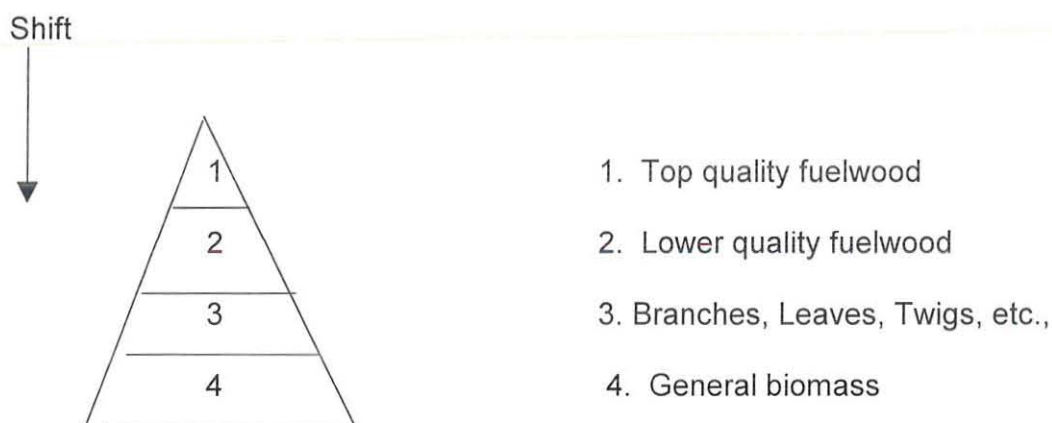 Shift
1
2
3
4
1. Top quality fuelwood
2. Lower quality fuelwood
3. Branches, Leaves, Twigs, etc.,
4. General biomass